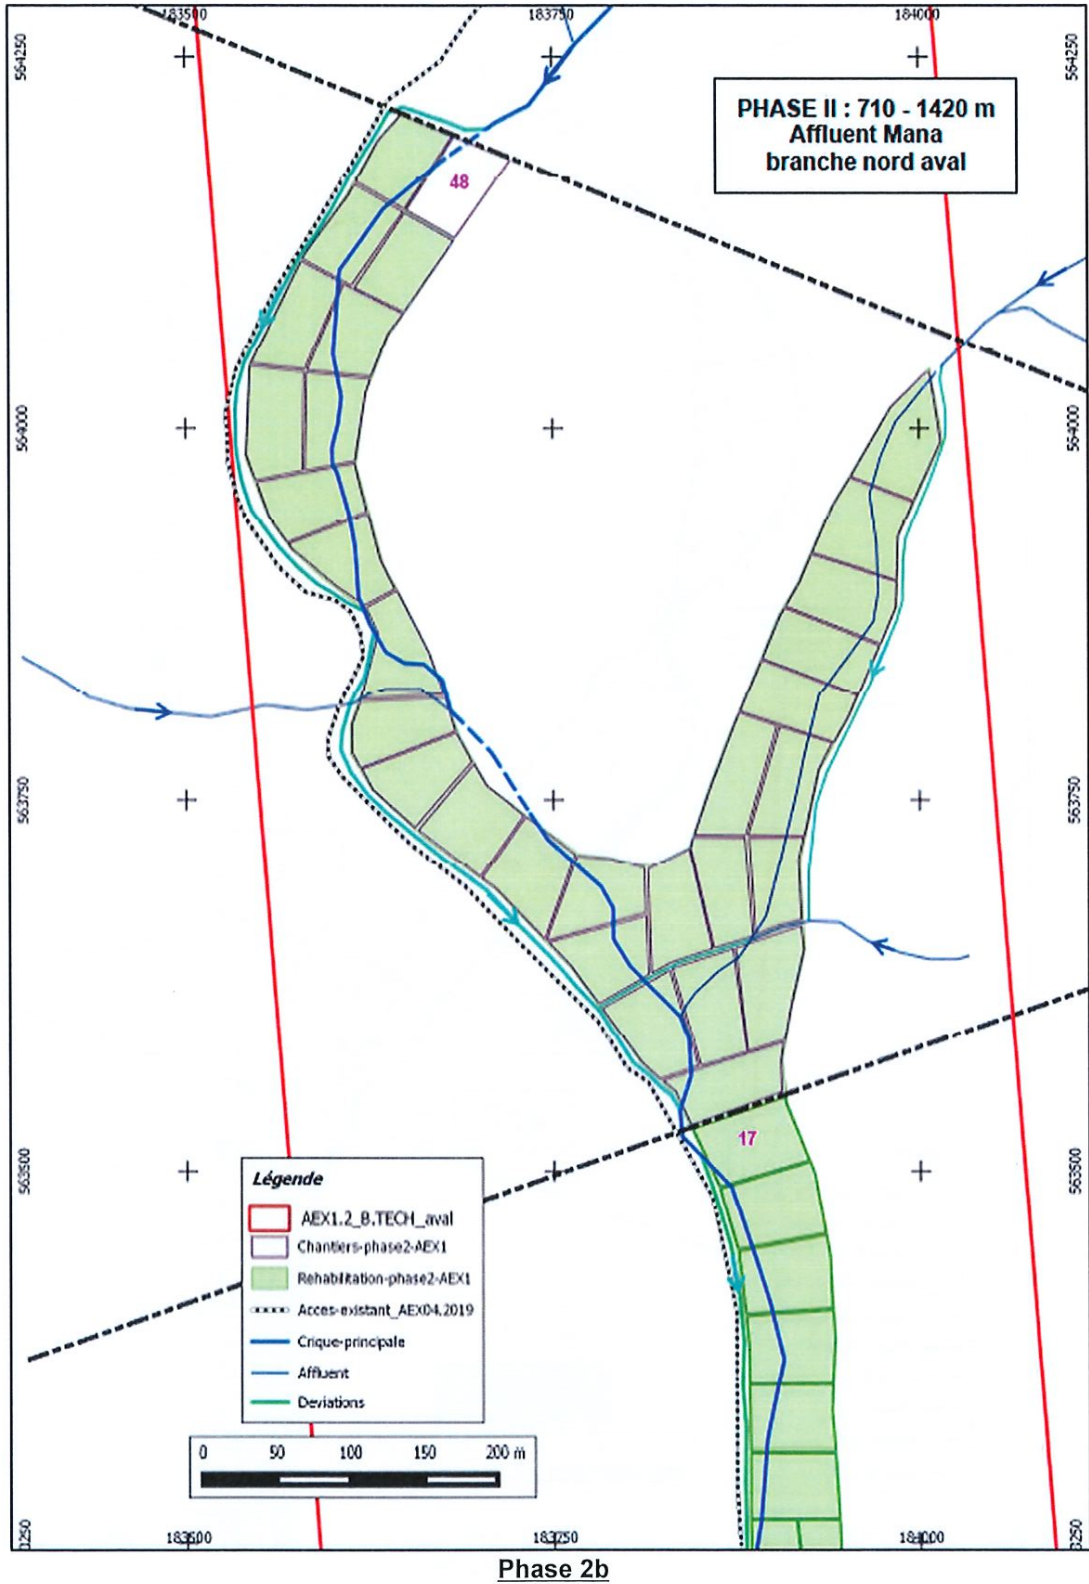 183500 183750 184000
564250 564250
PHASE II : 710 - 1420 m
Affluent Mana
branche nord aval
48
564000 564000
563750 563750
17
563500 563500
Légende
AEX1.2_B.TECH_aval
Chantiers-phase2-AEX1
Rehabilitation-phase2-AEX1
Acces-existant_AEX04.2019
Crique-principale
Affluent
Deviations
0 50 100 150 200 m
183500 183750 184000
Phase 2b